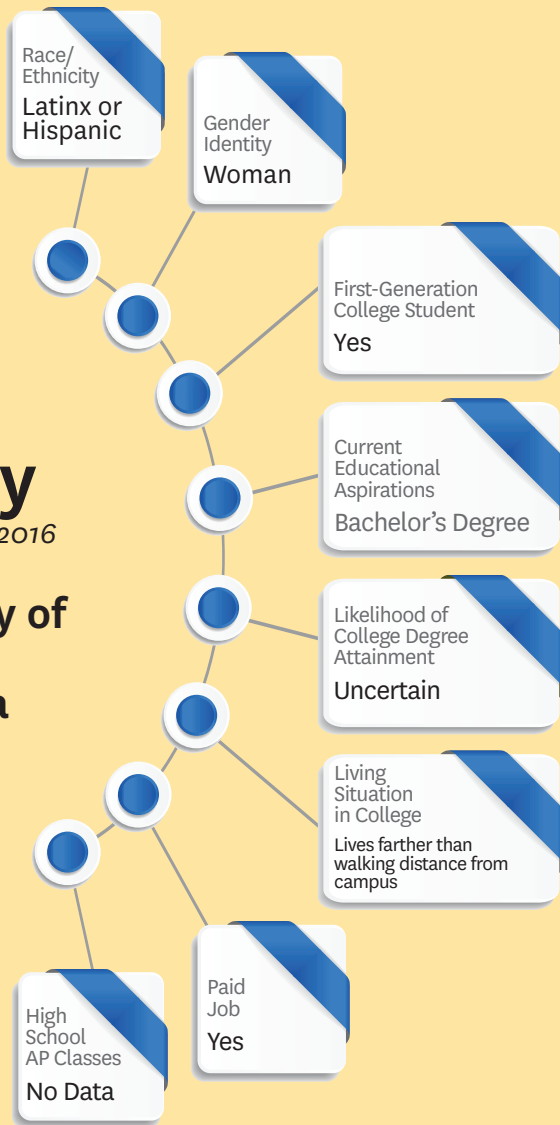 Race/
Ethnicity
Latinx or
Hispanic
Gender
Identity
Woman
First-Generation
College Student
Yes
Current
Educational
Aspirations
Bachelor’s Degree
y
2016
Likelihood of
College Degree
Attainment
Uncertain
y of
a
Living
Situation
in College
Lives farther than
walking distance from
campus
Paid
Job
Yes
High
School
AP Classes
No Data